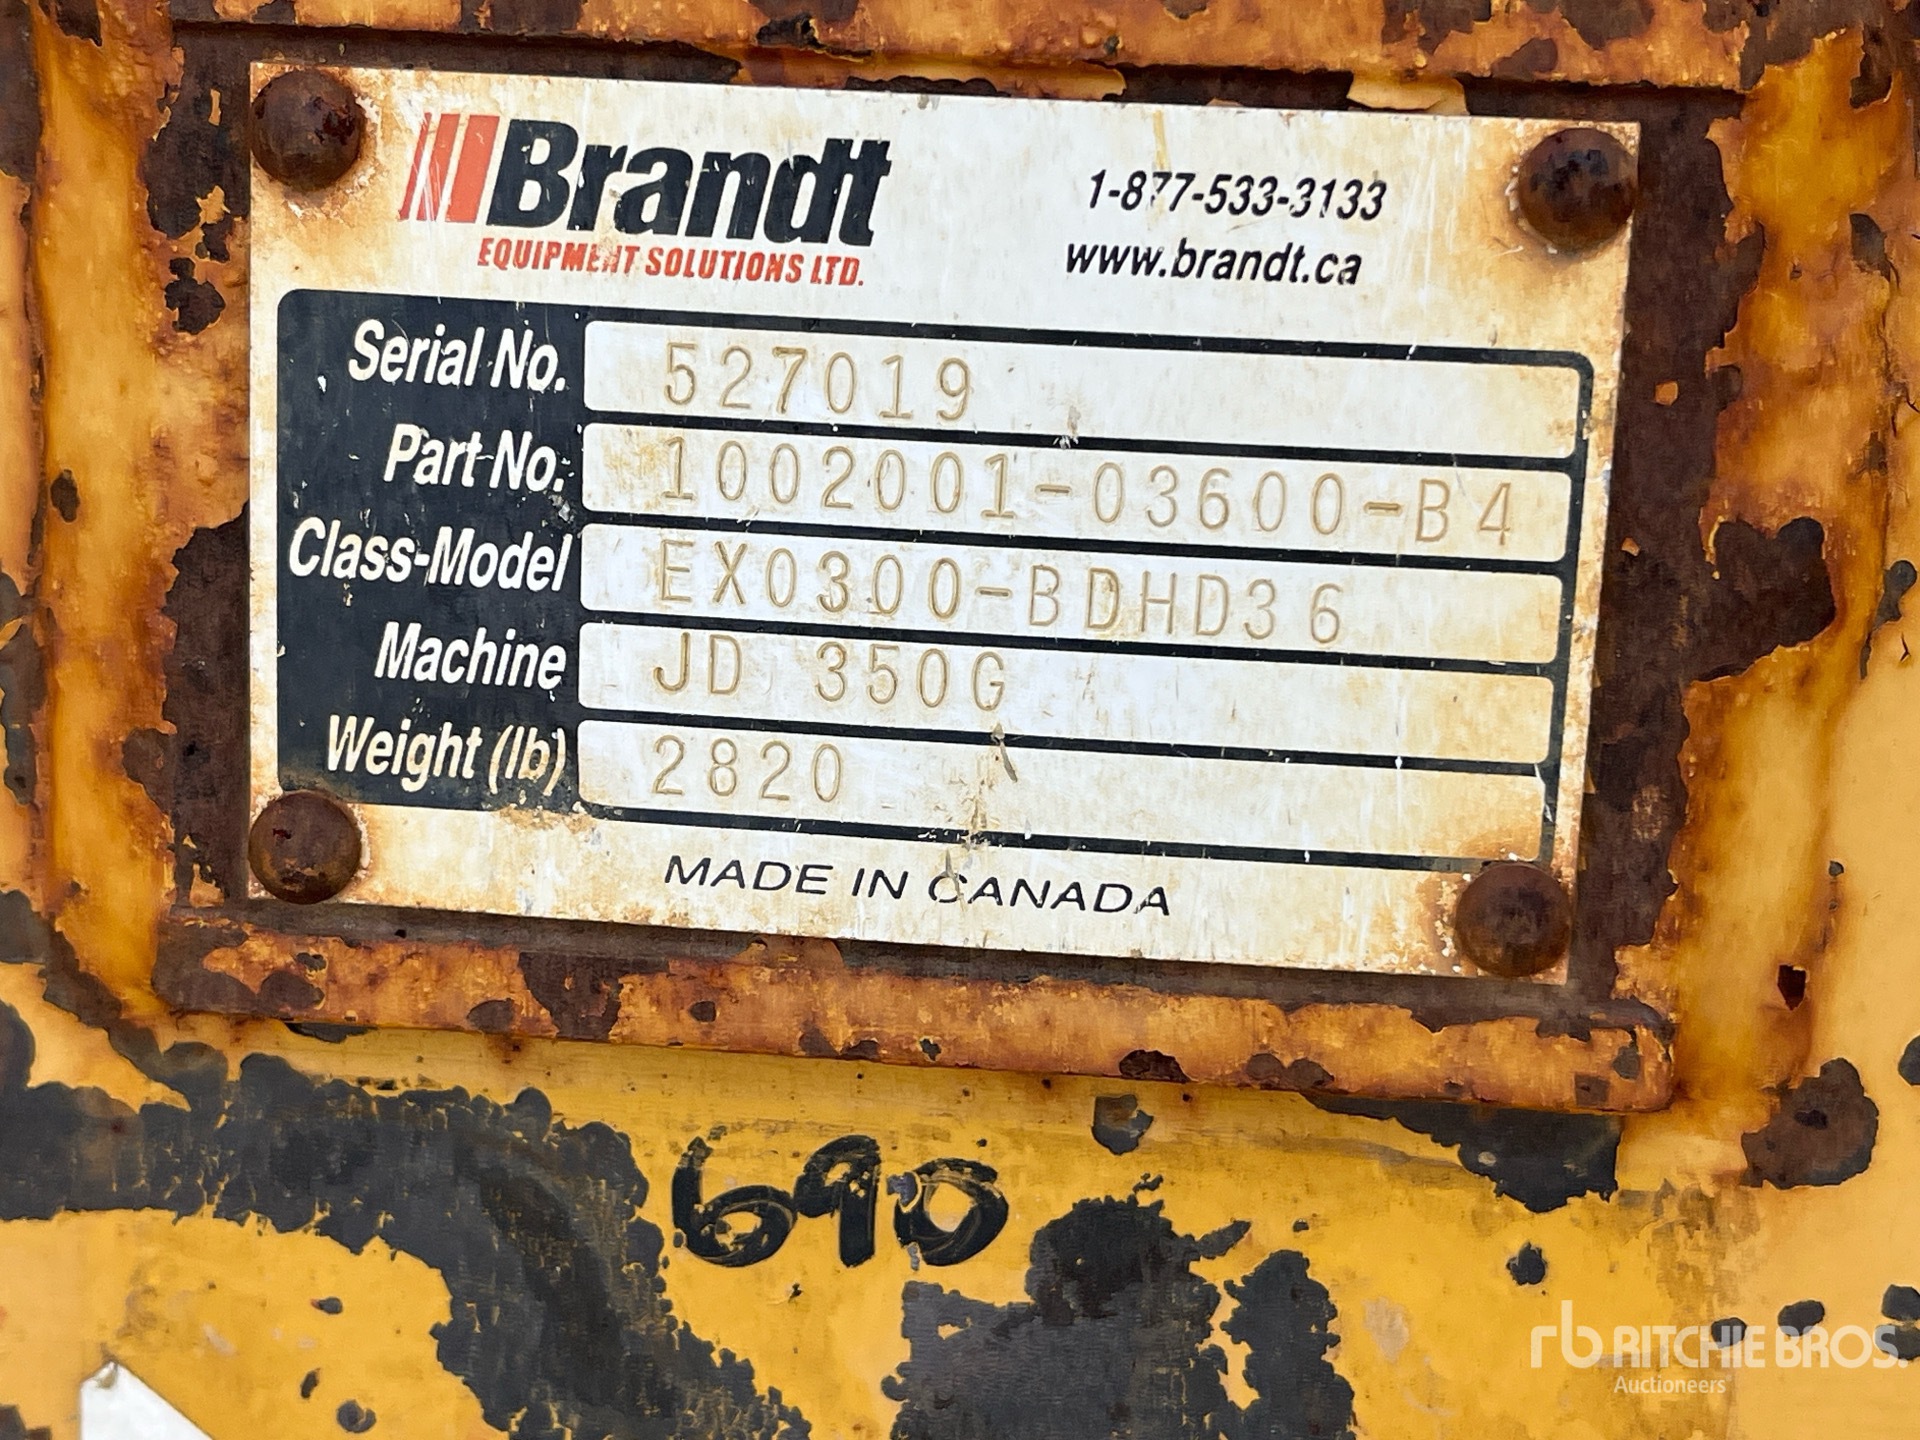 Brandt
EQUIPMENT SOLUTIONS LTD.
1-877-533-3133
www.brandt.ca
Serial No. 527019
Part No. 1002001-03600-B4
Class-Model EX0300-BDHD36
Machine JD 350G
Weight (lb) 2820
MADE IN CANADA
690
rb RITCHIE BROS.
Auctioneers